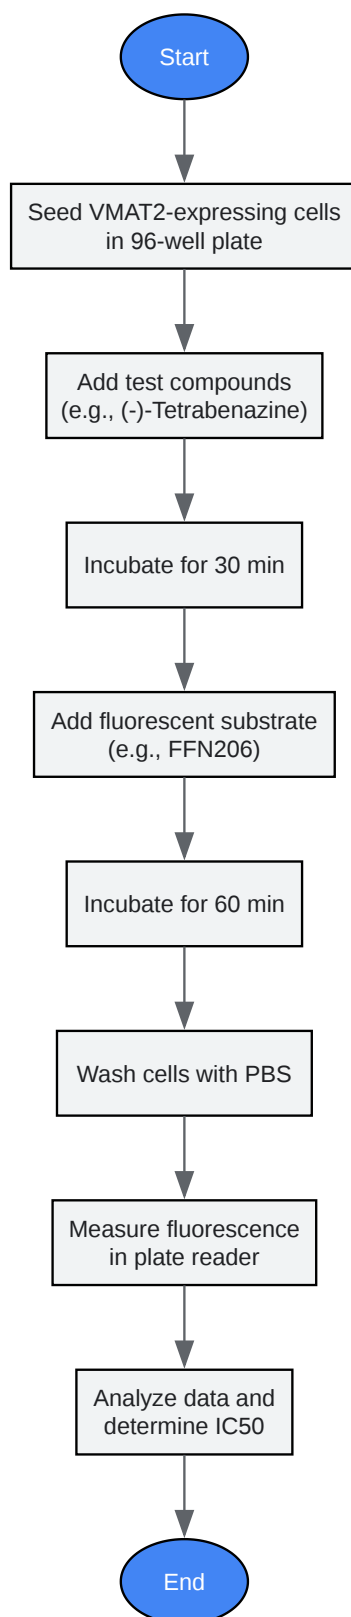 Start
Seed VMAT2-expressing cells
in 96-well plate
Add test compounds
(e.g., (-)-Tetrabenazine)
Incubate for 30 min
Add fluorescent substrate
(e.g., FFN206)
Incubate for 60 min
Wash cells with PBS
Measure fluorescence
in plate reader
Analyze data and
determine IC50
End